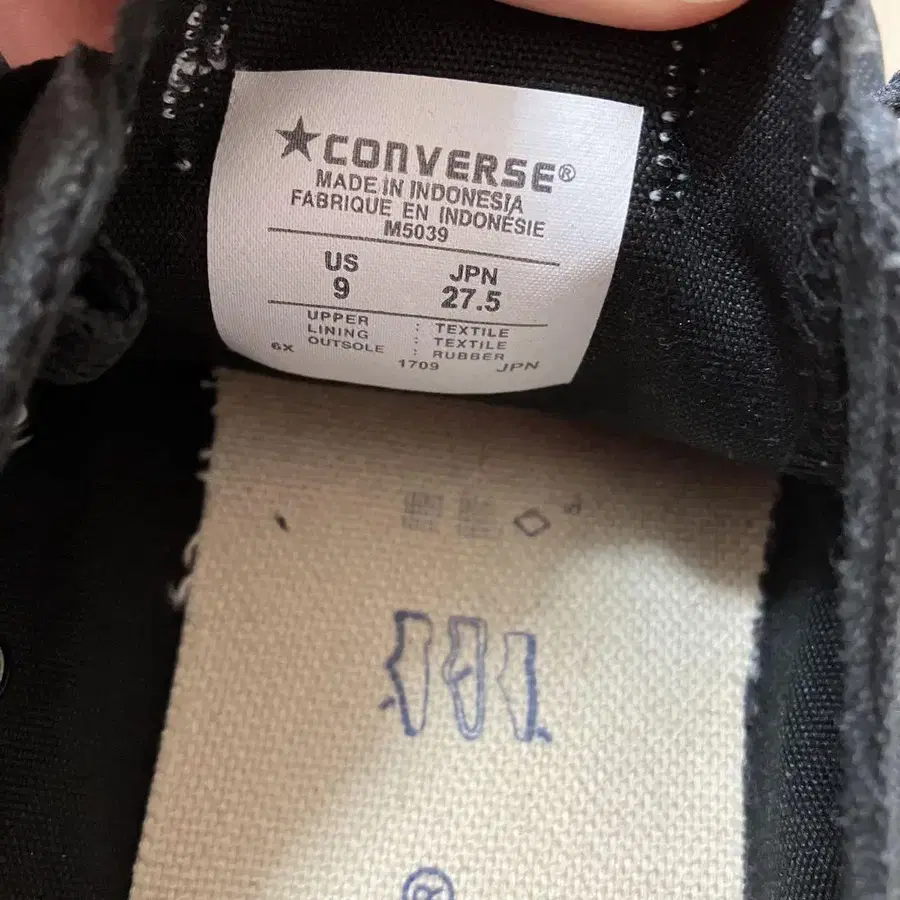 ★CONVERSE®
MADE IN INDONESIA
FABRIQUE EN INDONÉSIE
M5039
US JPN
9 27.5
UPPER : TEXTILE
LINING : TEXTILE
OUTSOLE : RUBBER
6X 1709 JPN
®